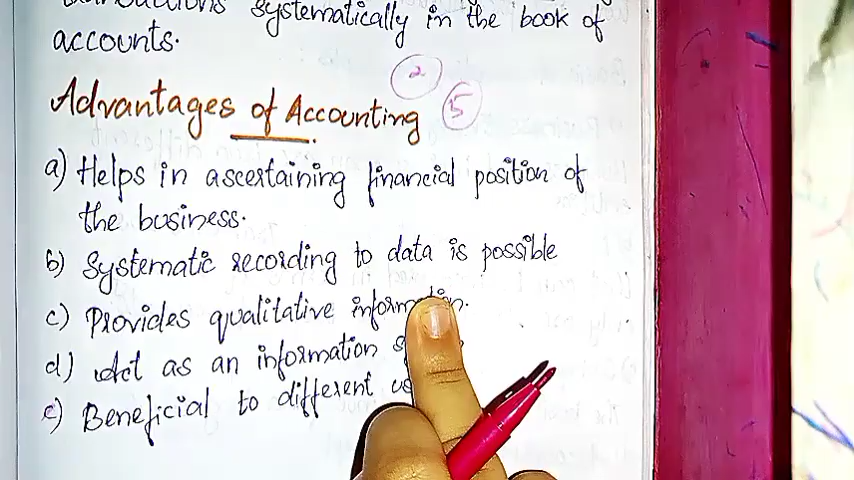 systematically in the book of
accounts.
2
Advantages of Accounting 5
a) Helps in ascertaining financial position of
the business.
b) Systematic recording to data is possible
c) Provides qualitative information.
d) Act as an information
e) Beneficial to different